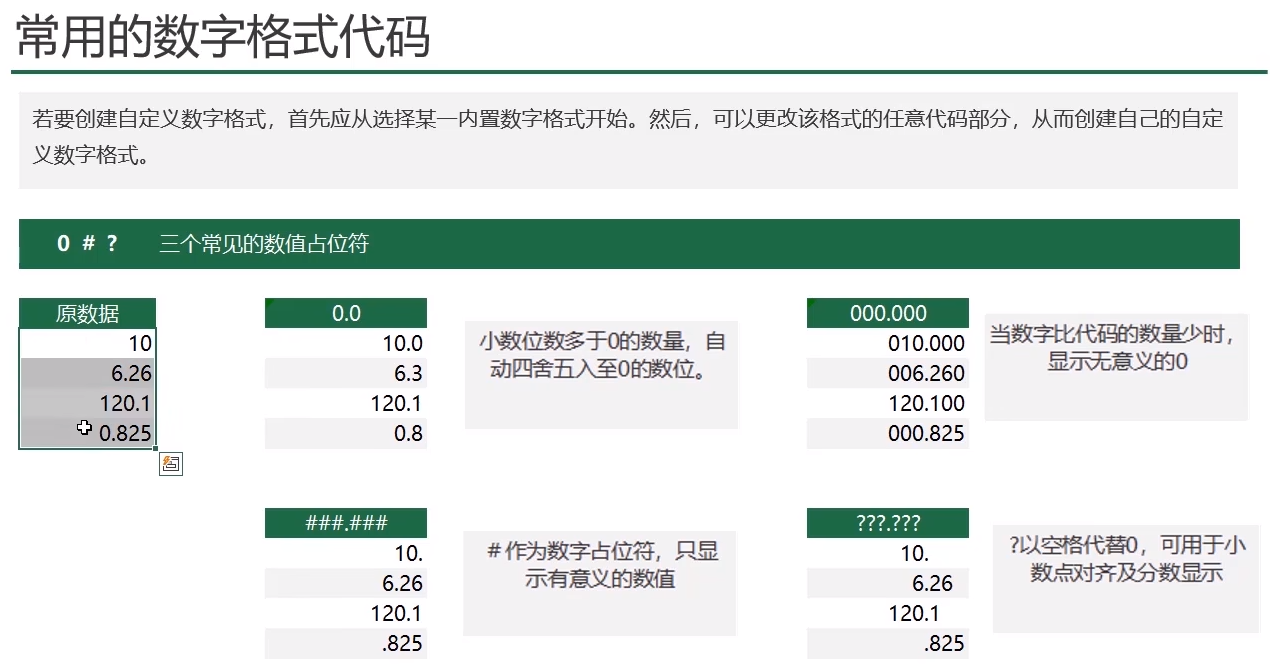 常用的数字格式代码
若要创建自定义数字格式，首先应从选择某一内置数字格式开始。然后，可以更改该格式的任意代码部分，从而创建自己的自定
义数字格式。
0 # ? 三个常见的数值占位符
原数据
10
6.26
120.1
0.825
0.0
10.0
6.3
120.1
0.8
小数位数多于0的数量，自
动四舍五入至0的数位。
000.000
010.000
006.260
120.100
000.825
当数字比代码的数量少时，
显示无意义的0
###.###
10.
6.26
120.1
.825
#作为数字占位符，只显
示有意义的数值
???.???
10.
6.26
120.1
.825
?以空格代替0，可用于小
数点对齐及分数显示